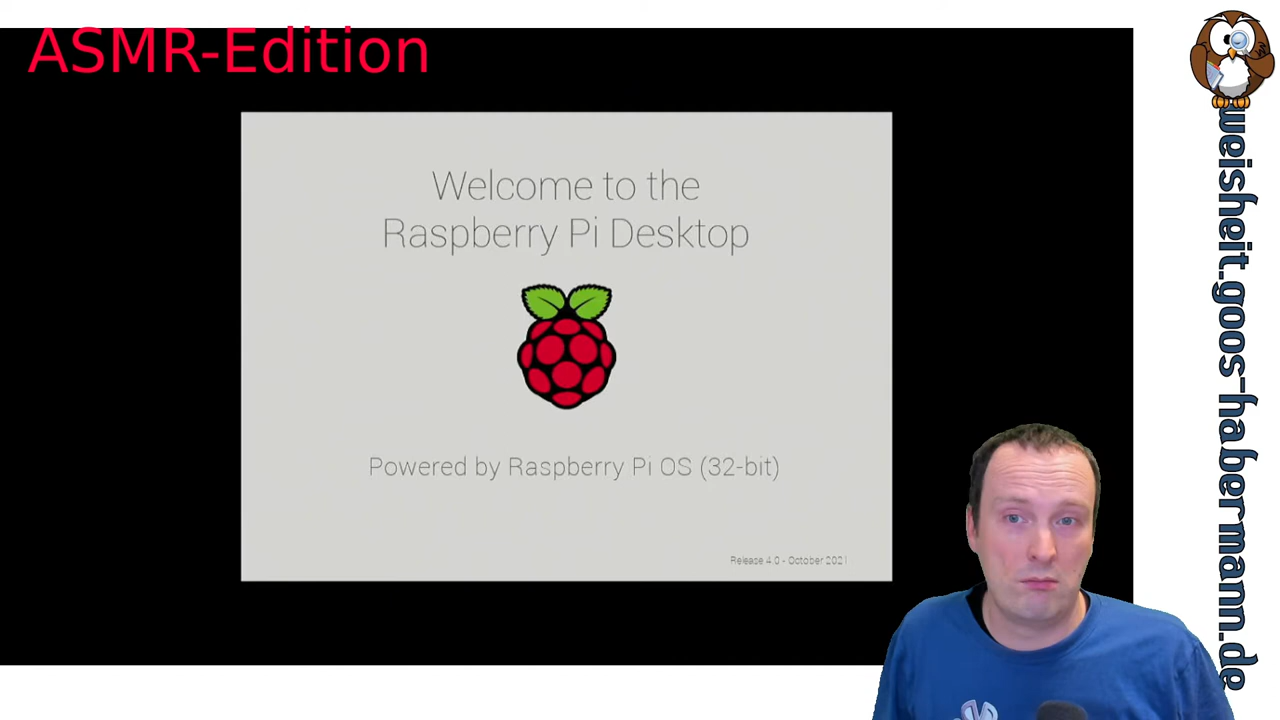 ASMR-Edition
Welcome to the
Raspberry Pi Desktop
Powered by Raspberry Pi OS (32-bit)
Release 4.0 - October 2021
weisheit.goos-habermann.de